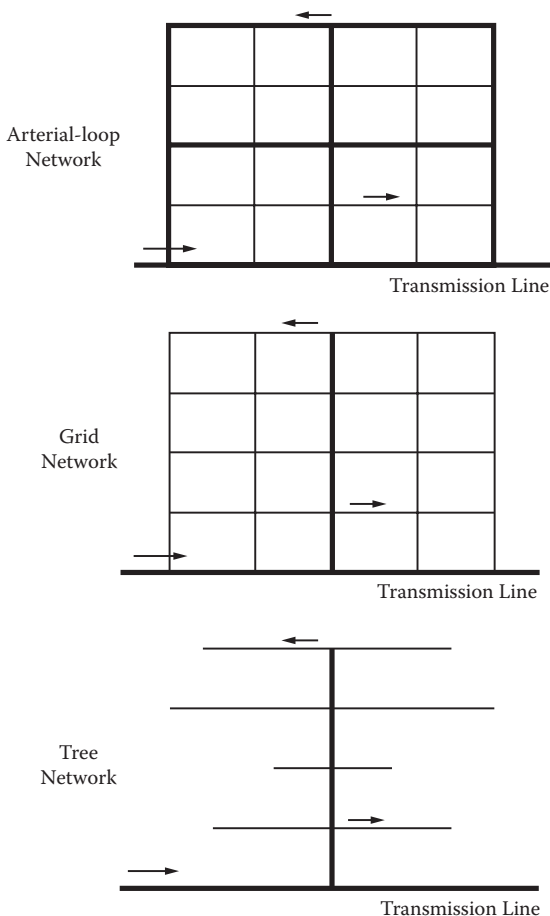 Arterial-loop
Network
Transmission Line
Grid
Network
Transmission Line
Tree
Network
Transmission Line